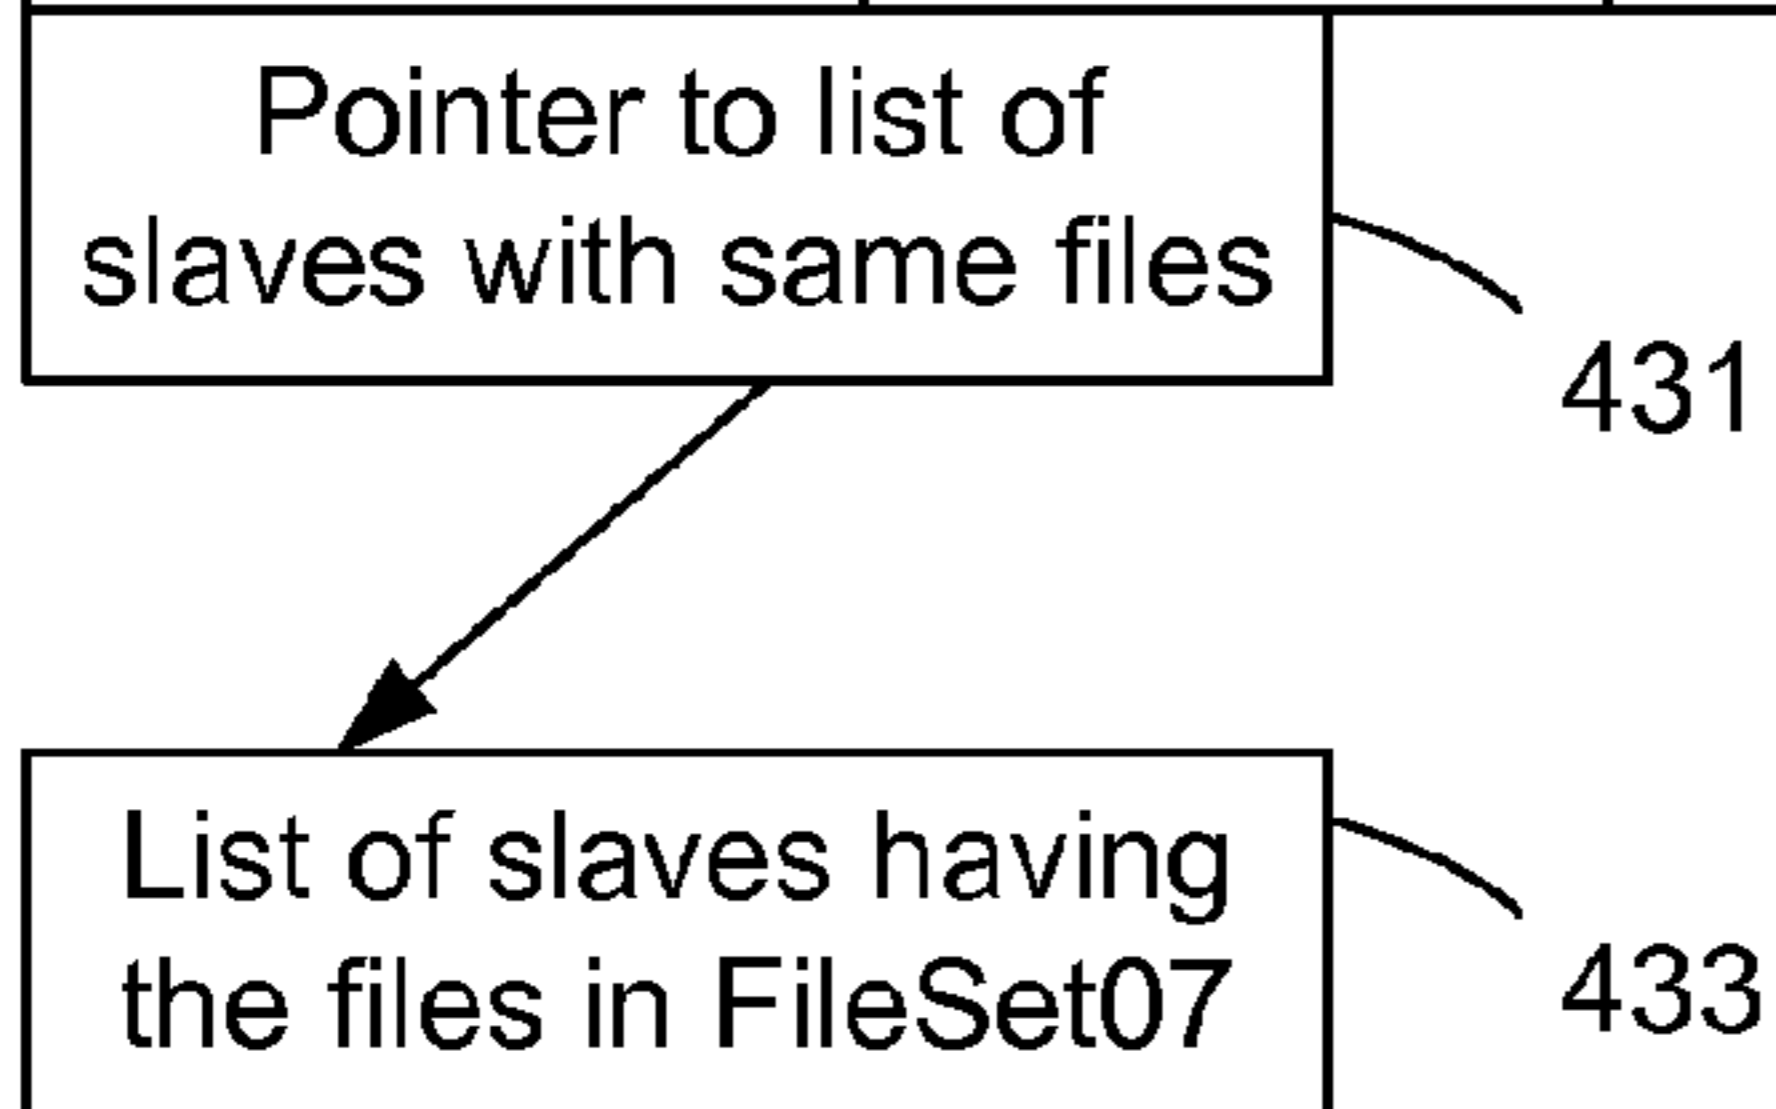 Pointer to list of
slaves with same files
431
List of slaves having
the files in FileSet07
433